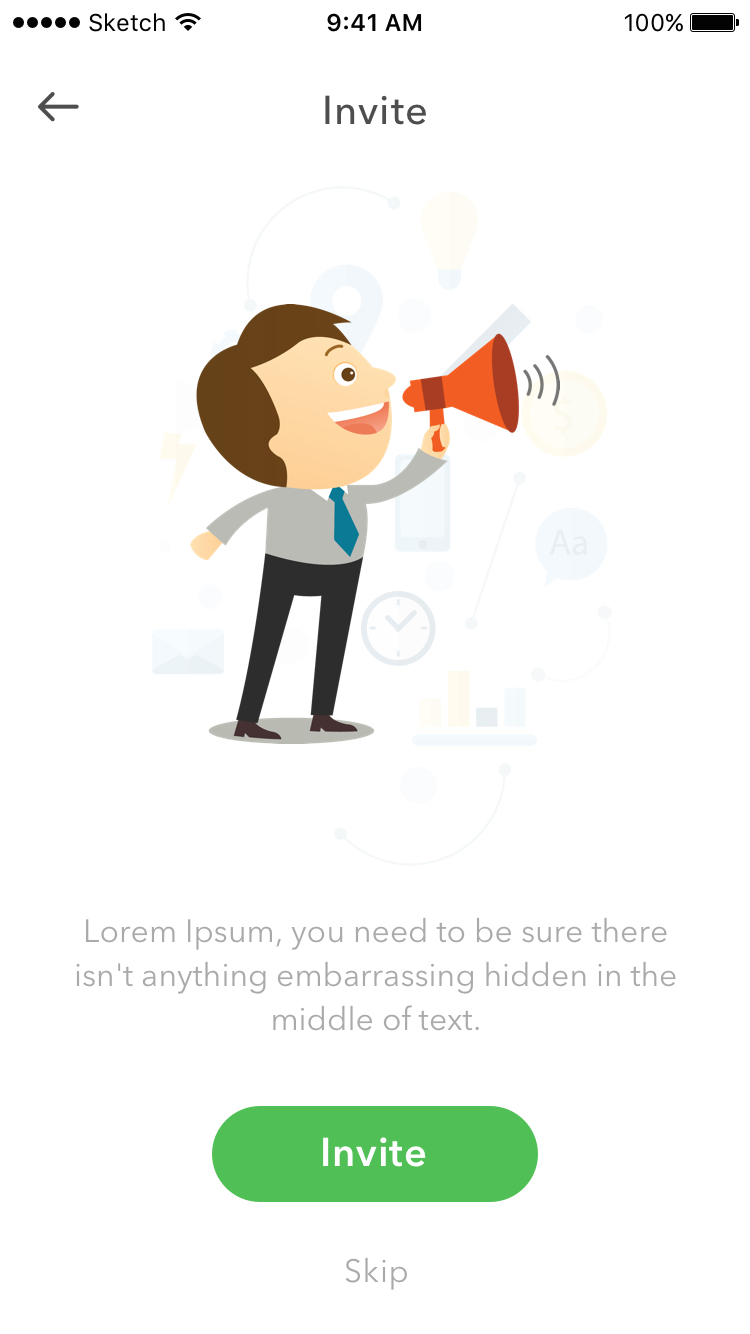 Sketch 9:41 AM 100%
Invite
$
Aa
Lorem Ipsum, you need to be sure there
isn't anything embarrassing hidden in the
middle of text.
Invite
Skip